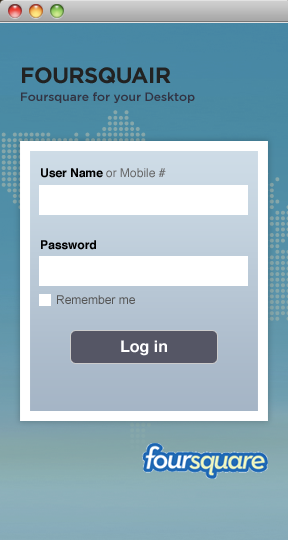 FOURSQUAIR
Foursquare for your Desktop
User Name or Mobile #
Password
Remember me
Log in
foursquare